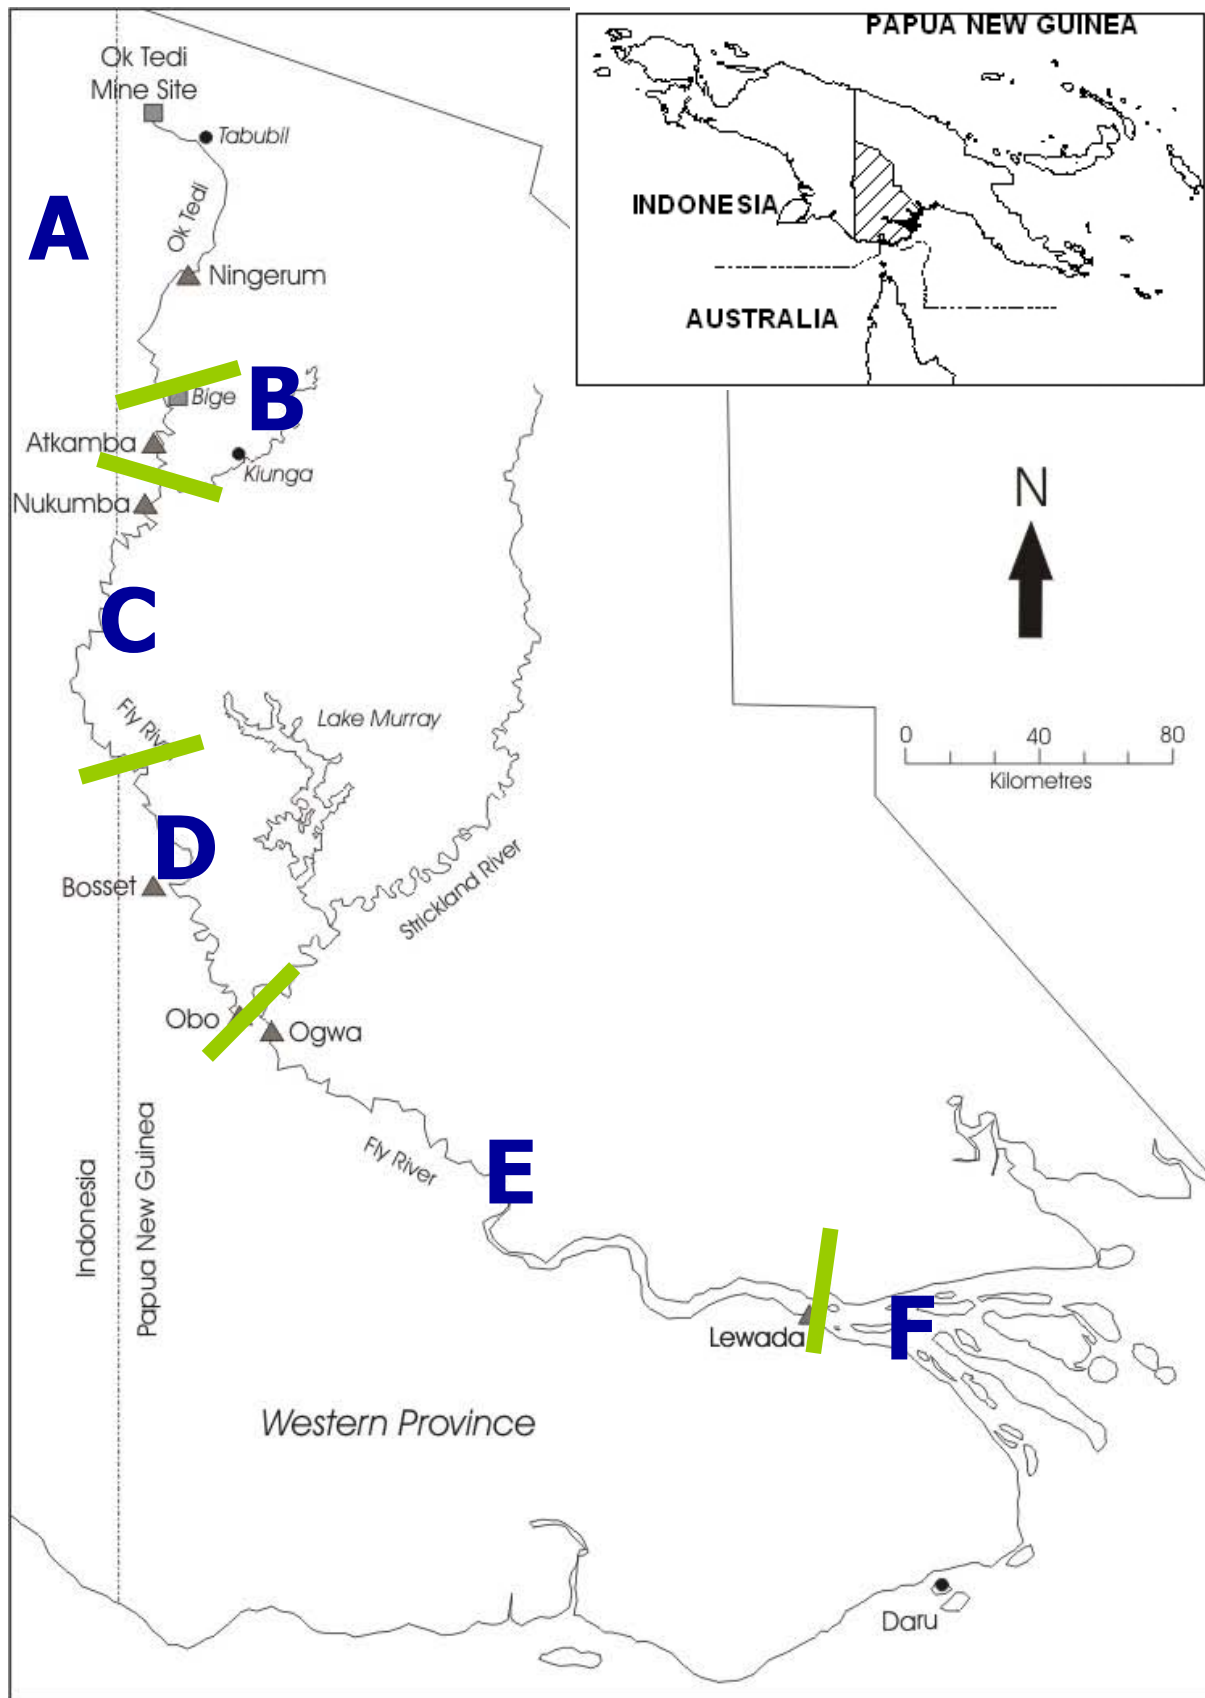 PAPUA NEW GUINEA
INDONESIA
AUSTRALIA
Ok Tedi
Mine Site
Tabubil
A
Ok Tedi
Ningerum
B
Bige
Atkamba
Kiunga
Nukumba
N
C
Fly River
Lake Murray
0 40 80
Kilometres
D
Bosset
Strickland River
Obo
Ogwa
Indonesia
Papua New Guinea
Fly River
E
F
Lewada
Western Province
Daru